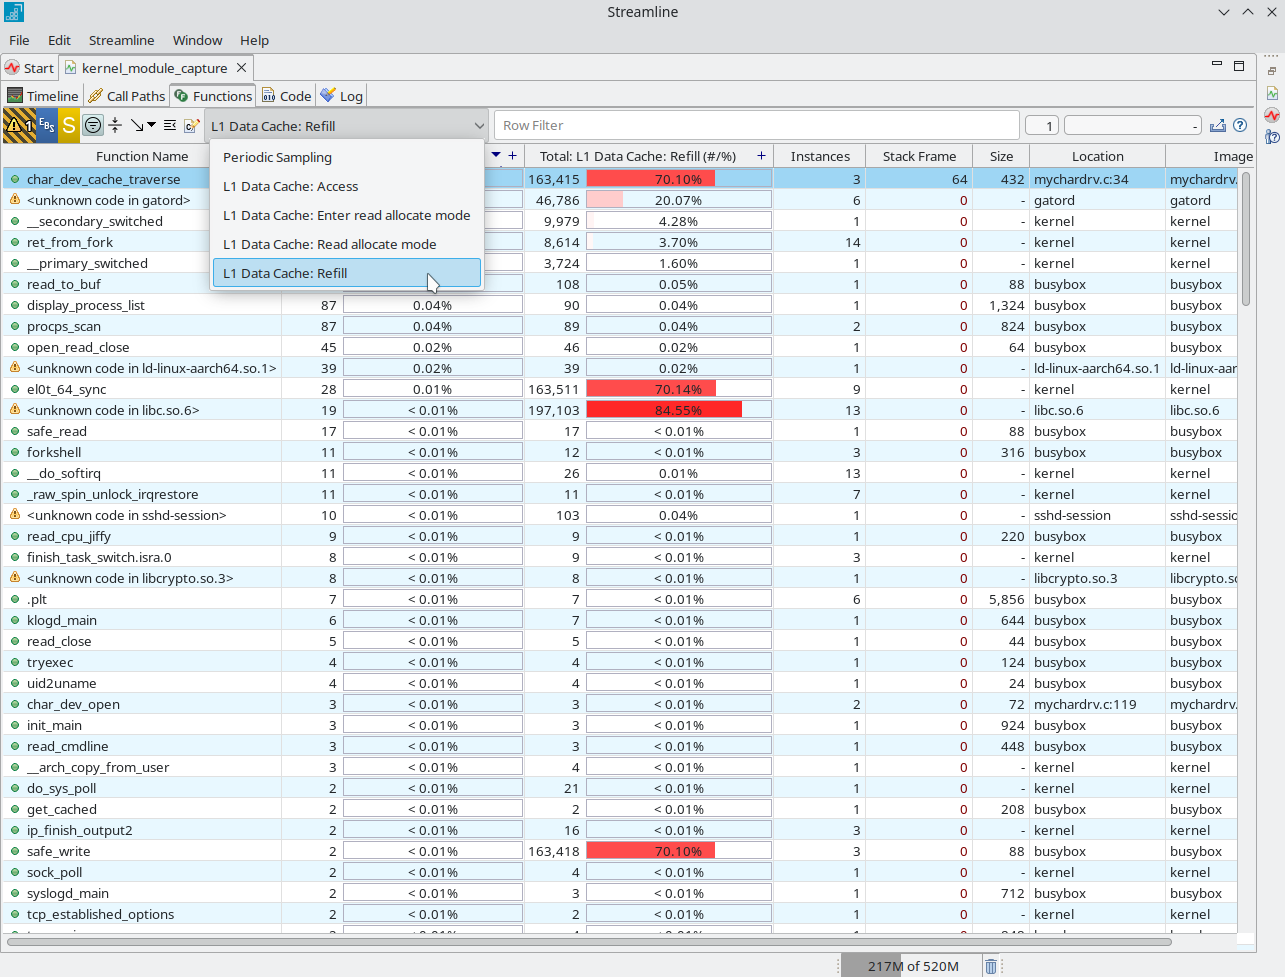 Streamline
File Edit Streamline Window Help
Start kernel_module_capture
Timeline Call Paths Functions Code Log
1 EBS S L1 Data Cache: Refill Row Filter 1 -
Function Name + Total: L1 Data Cache: Refill (#/%) + Instances Stack Frame Size Location Image
Periodic Sampling
L1 Data Cache: Access
L1 Data Cache: Enter read allocate mode
L1 Data Cache: Read allocate mode
L1 Data Cache: Refill
char_dev_cache_traverse 163,415 70.10% 3 64 432 mychardrv.c:34 mychardrv.
<unknown code in gatord> 46,786 20.07% 6 0 - gatord gatord
__secondary_switched 9,979 4.28% 1 0 - kernel kernel
ret_from_fork 8,614 3.70% 14 0 - kernel kernel
__primary_switched 3,724 1.60% 1 0 - kernel kernel
read_to_buf 108 0.05% 1 0 88 busybox busybox
display_process_list 87 0.04% 90 0.04% 1 0 1,324 busybox busybox
procps_scan 87 0.04% 89 0.04% 2 0 824 busybox busybox
open_read_close 45 0.02% 46 0.02% 1 0 64 busybox busybox
<unknown code in ld-linux-aarch64.so.1> 39 0.02% 39 0.02% 1 0 - ld-linux-aarch64.so.1 ld-linux-aar
el0t_64_sync 28 0.01% 163,511 70.14% 9 0 - kernel kernel
<unknown code in libc.so.6> 19 < 0.01% 197,103 84.55% 13 0 - libc.so.6 libc.so.6
safe_read 17 < 0.01% 17 < 0.01% 1 0 88 busybox busybox
forkshell 11 < 0.01% 12 < 0.01% 3 0 316 busybox busybox
__do_softirq 11 < 0.01% 26 0.01% 13 0 - kernel kernel
_raw_spin_unlock_irqrestore 11 < 0.01% 11 < 0.01% 7 0 - kernel kernel
<unknown code in sshd-session> 10 < 0.01% 103 0.04% 1 0 - sshd-session sshd-sessio
read_cpu_jiffy 9 < 0.01% 9 < 0.01% 1 0 220 busybox busybox
finish_task_switch.isra.0 8 < 0.01% 9 < 0.01% 3 0 - kernel kernel
<unknown code in libcrypto.so.3> 8 < 0.01% 8 < 0.01% 1 0 - libcrypto.so.3 libcrypto.so
.plt 7 < 0.01% 7 < 0.01% 6 0 5,856 busybox busybox
klogd_main 6 < 0.01% 7 < 0.01% 1 0 644 busybox busybox
read_close 5 < 0.01% 5 < 0.01% 1 0 44 busybox busybox
tryexec 4 < 0.01% 4 < 0.01% 1 0 124 busybox busybox
uid2uname 4 < 0.01% 4 < 0.01% 1 0 24 busybox busybox
char_dev_open 3 < 0.01% 3 < 0.01% 2 0 72 mychardrv.c:119 mychardrv.
init_main 3 < 0.01% 3 < 0.01% 1 0 924 busybox busybox
read_cmdline 3 < 0.01% 3 < 0.01% 1 0 448 busybox busybox
__arch_copy_from_user 3 < 0.01% 4 < 0.01% 1 0 - kernel kernel
do_sys_poll 2 < 0.01% 21 < 0.01% 1 0 - kernel kernel
get_cached 2 < 0.01% 2 < 0.01% 1 0 208 busybox busybox
ip_finish_output2 2 < 0.01% 16 < 0.01% 3 0 - kernel kernel
safe_write 2 < 0.01% 163,418 70.10% 3 0 88 busybox busybox
sock_poll 2 < 0.01% 4 < 0.01% 1 0 - kernel kernel
syslogd_main 2 < 0.01% 3 < 0.01% 1 0 712 busybox busybox
tcp_established_options 2 < 0.01% 2 < 0.01% 1 0 - kernel kernel
217M of 520M